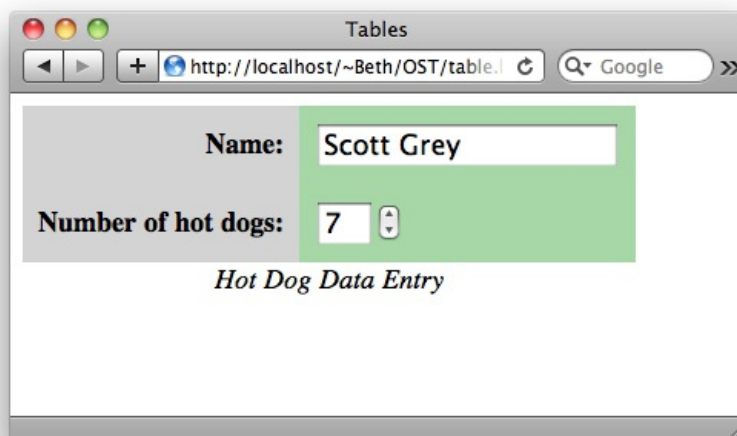 Tables
http://localhost/~Beth/OST/table.
Google
Name: Scott Grey
Number of hot dogs: 7
Hot Dog Data Entry